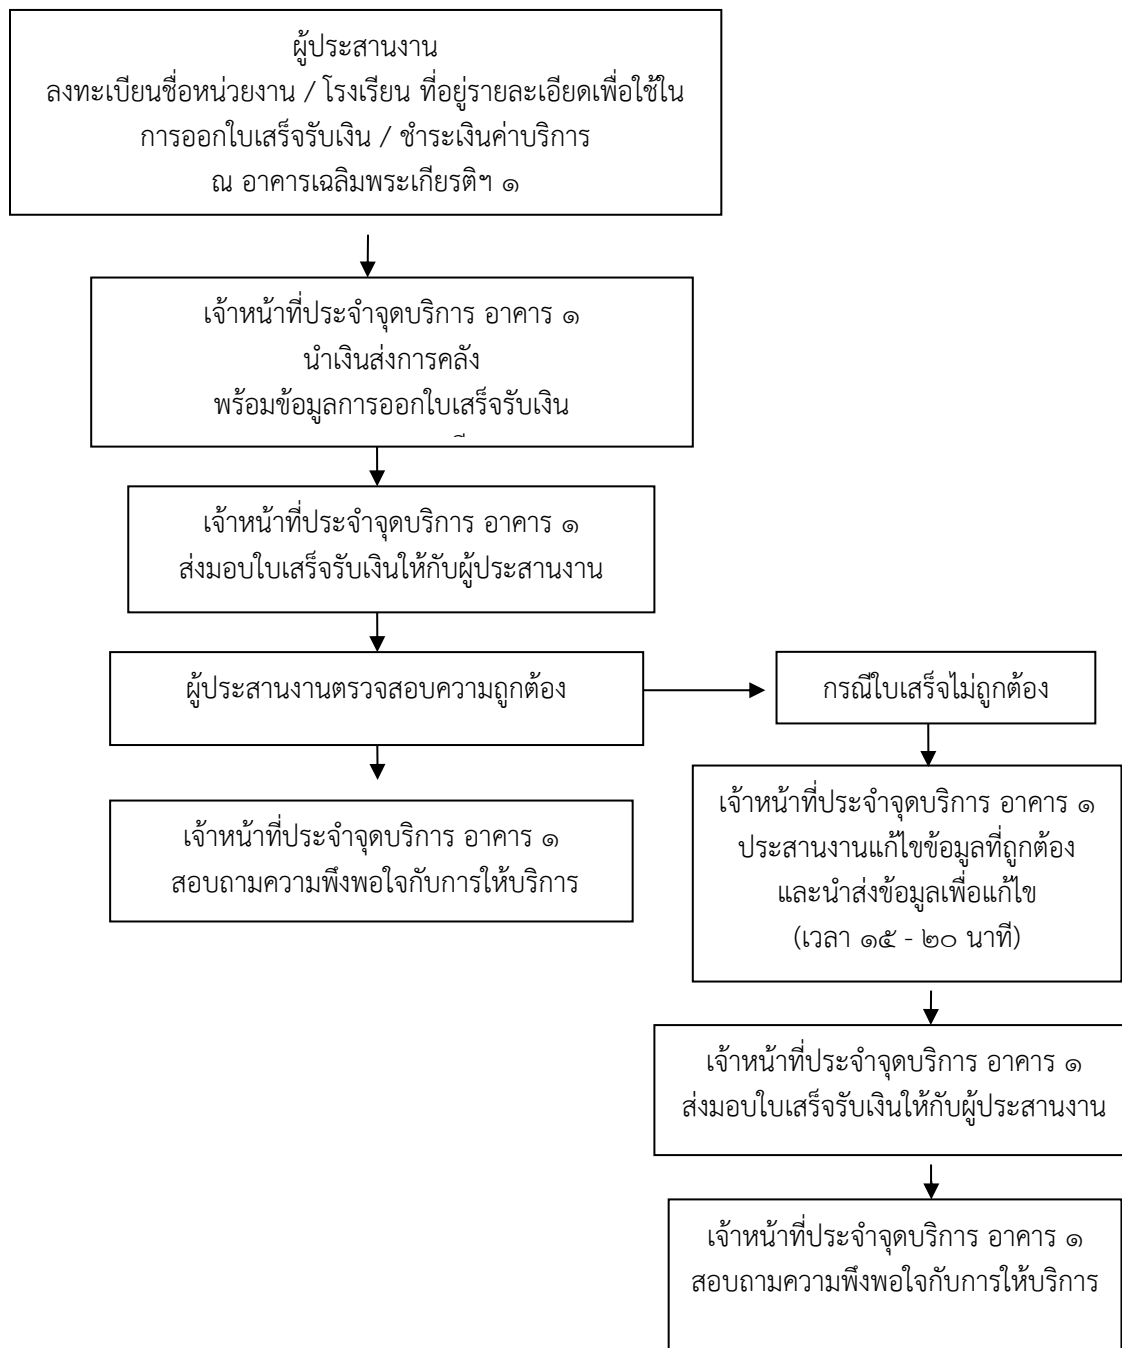 ผู้ประสานงาน
ลงทะเบียนชื่อหน่วยงาน / โรงเรียน ที่อยู่รายละเอียดเพื่อใช้ใน
การออกใบเสร็จรับเงิน / ชำระเงินค่าบริการ
ณ อาคารเฉลิมพระเกียรติฯ ๑
เจ้าหน้าที่ประจำจุดบริการ อาคาร ๑
นำเงินส่งการคลัง
พร้อมข้อมูลการออกใบเสร็จรับเงิน
เจ้าหน้าที่ประจำจุดบริการ อาคาร ๑
ส่งมอบใบเสร็จรับเงินให้กับผู้ประสานงาน
ผู้ประสานงานตรวจสอบความถูกต้อง
กรณีใบเสร็จไม่ถูกต้อง
เจ้าหน้าที่ประจำจุดบริการ อาคาร ๑
สอบถามความพึงพอใจกับการให้บริการ
เจ้าหน้าที่ประจำจุดบริการ อาคาร ๑
ประสานงานแก้ไขข้อมูลที่ถูกต้อง
และนำส่งข้อมูลเพื่อแก้ไข
(เวลา ๑๕ - ๒๐ นาที)
เจ้าหน้าที่ประจำจุดบริการ อาคาร ๑
ส่งมอบใบเสร็จรับเงินให้กับผู้ประสานงาน
เจ้าหน้าที่ประจำจุดบริการ อาคาร ๑
สอบถามความพึงพอใจกับการให้บริการ